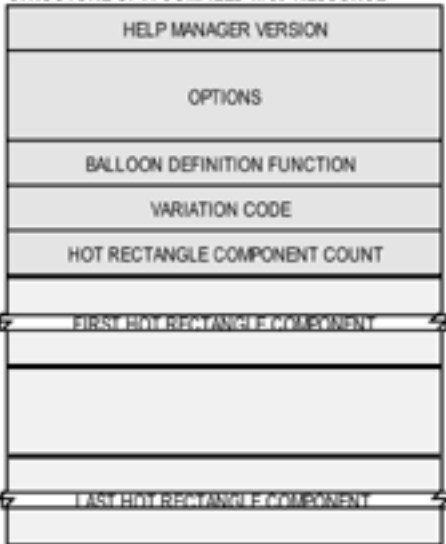 HELP MANAGER VERSION
OPTIONS
BALLOON DEFINITION FUNCTION
VARIATION CODE
HOT RECTANGLE COMPONENT COUNT
FIRST HOT RECTANGLE COMPONENT
LAST HOT RECTANGLE COMPONENT